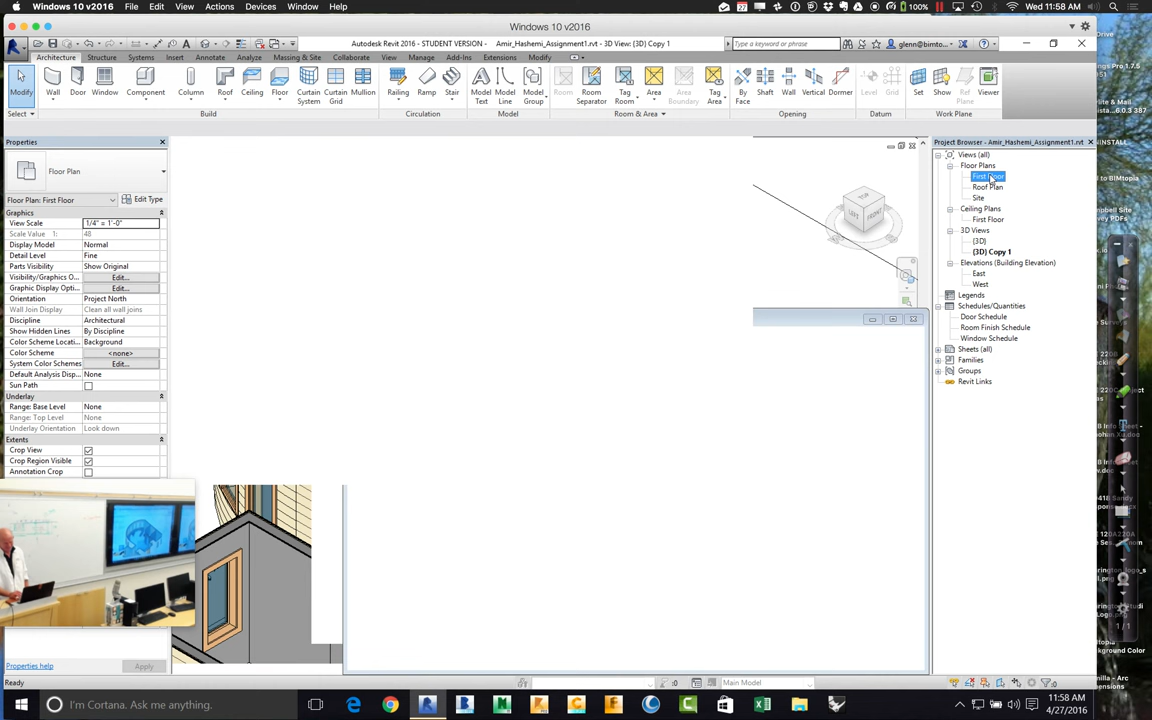 Windows 10 v2016 File Edit View Actions Devices Window Help 100% Wed 11:58 AM
Windows 10 v2016
Autodesk Revit 2016 - STUDENT VERSION - Amir_Hashemi_Assignment1.rvt - 3D View: {3D} Copy 1 Type a keyword or phrase glenn@bimto...
Architecture Structure Systems Insert Annotate Analyze Massing & Site Collaborate View Manage Add-Ins Extensions Modify
Modify Wall Door Window Component Column Roof Ceiling Floor Curtain System Curtain Grid Mullion Railing Ramp Stair Model Text Model Line Model Group Room Room Separator Tag Room Area Area Boundary Tag Area By Face Shaft Wall Vertical Dormer Level Grid Set Show Ref Plane Viewer
Select Build Circulation Model Room & Area Opening Datum Work Plane
Properties
Floor Plan
Floor Plan: First Floor Edit Type
Graphics
View Scale 1/4" = 1'-0"
Scale Value 1: 48
Display Model Normal
Detail Level Fine
Parts Visibility Show Original
Visibility/Graphics O... Edit...
Graphic Display Opti... Edit...
Orientation Project North
Wall Join Display Clean all wall joins
Discipline Architectural
Show Hidden Lines By Discipline
Color Scheme Locati... Background
Color Scheme <none>
System Color Schemes Edit...
Default Analysis Disp... None
Sun Path
Underlay
Range: Base Level None
Range: Top Level None
Underlay Orientation Look down
Extents
Crop View
Crop Region Visible
Annotation Crop
Properties help Apply
Ready
TOP
LEFT FRONT
Project Browser - Amir_Hashemi_Assignment1.rvt
Views (all)
Floor Plans
First Floor
Roof Plan
Site
Ceiling Plans
First Floor
3D Views
{3D}
{3D} Copy 1
Elevations (Building Elevation)
East
West
Legends
Schedules/Quantities
Door Schedule
Room Finish Schedule
Window Schedule
Sheets (all)
Families
Groups
Revit Links
:0 Main Model :0
1/1
I'm Cortana. Ask me anything.
11:58 AM
4/27/2016